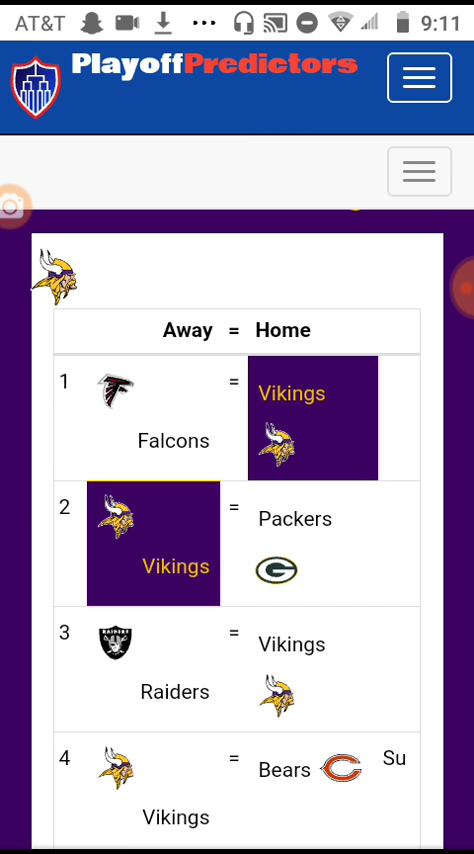 AT&T 9:11
PlayoffPredictors
Away = Home
1 = Vikings
Falcons
2 = Packers
Vikings
3 RAIDERS = Vikings
Raiders
4 = Bears Su
Vikings